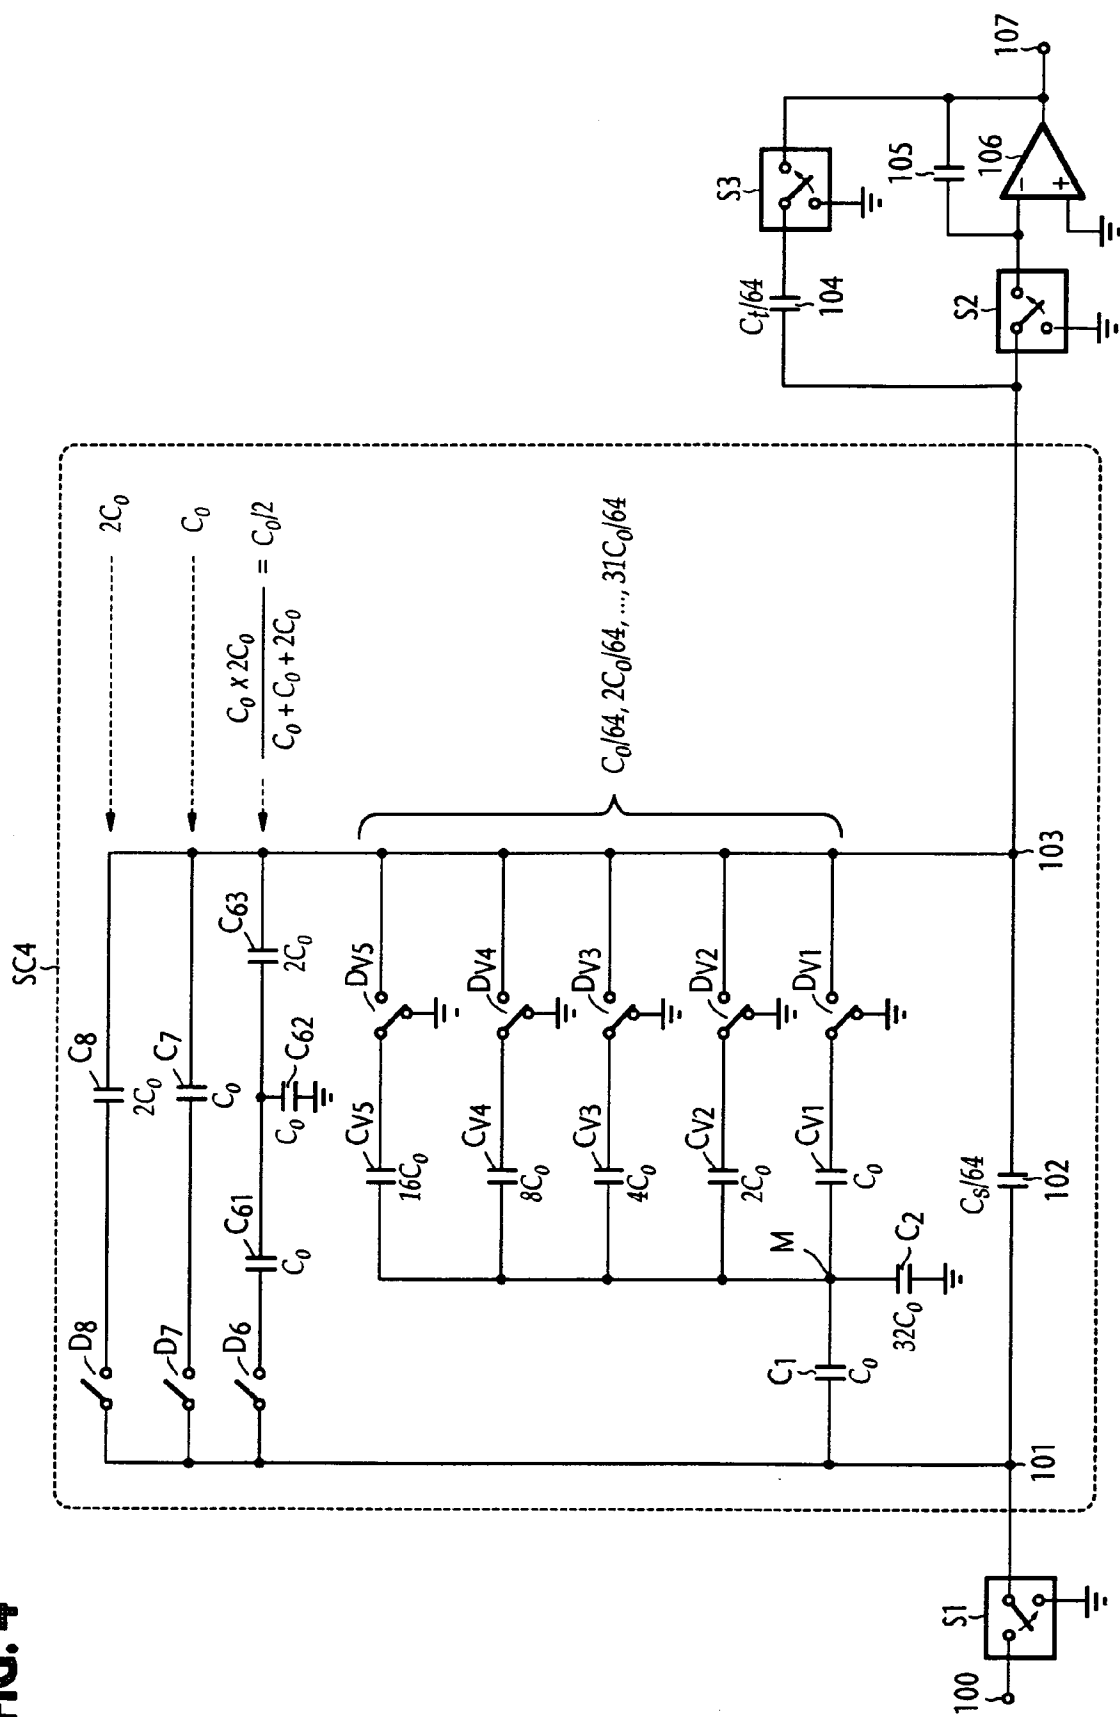 FIG. 4
SC4
D8
C8
2C0
2C0
D7
C7
C0
C0
D6
C61
C0
C62
C0
C63
2C0
C0 x 2C0
C0 + C0 + 2C0
= C0/2
CV5
16C0
DV5
CV4
8C0
DV4
CV3
4C0
DV3
CV2
2C0
DV2
CV1
C0
DV1
C0/64, 2C0/64, ..., 31C0/64
M
C1
C0
C2
32C0
100
S1
101
Cs/64
102
103
Ct/64
104
S3
S2
105
106
−
+
107